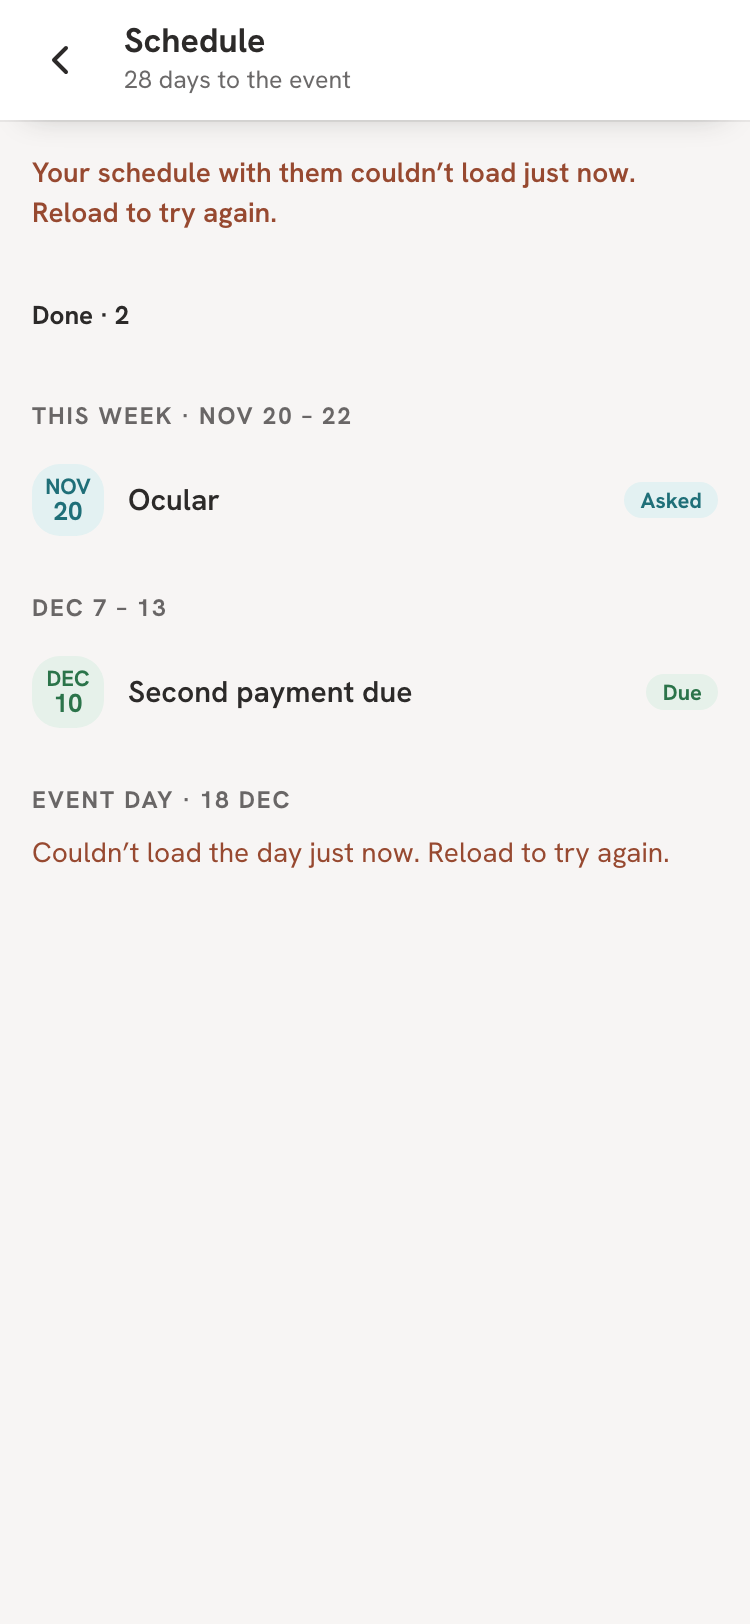 Schedule
28 days to the event
Your schedule with them couldn’t load just now.
Reload to try again.
Done · 2
THIS WEEK · NOV 20 – 22
NOV
20
Ocular
Asked
DEC 7 – 13
DEC
10
Second payment due
Due
EVENT DAY · 18 DEC
Couldn’t load the day just now. Reload to try again.